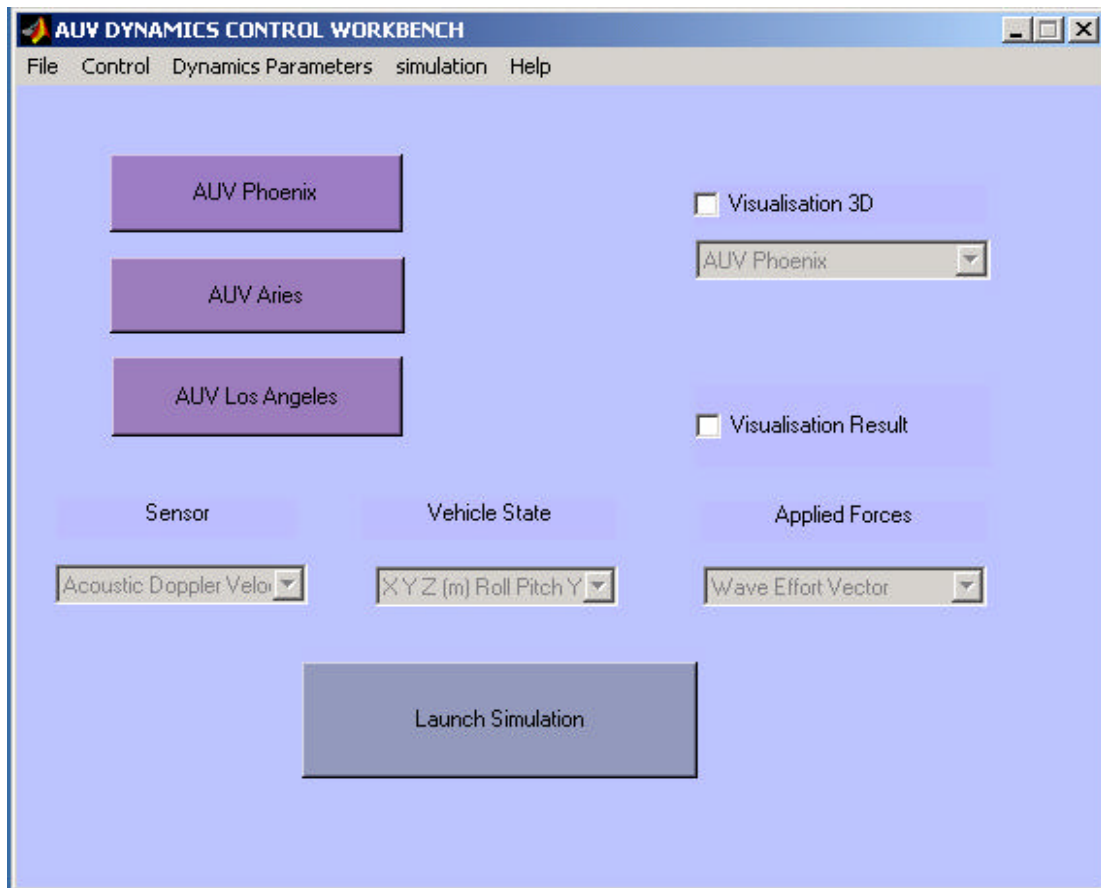 AUV DYNAMICS CONTROL WORKBENCH
File Control Dynamics Parameters simulation Help
AUV Phoenix
Visualisation 3D
AUV Phoenix
AUV Aries
AUV Los Angeles
Visualisation Result
Sensor
Vehicle State
Applied Forces
Acoustic Doppler
X Y Z (m) Roll Pitch Y
Wave Effort Vector
Launch Simulation